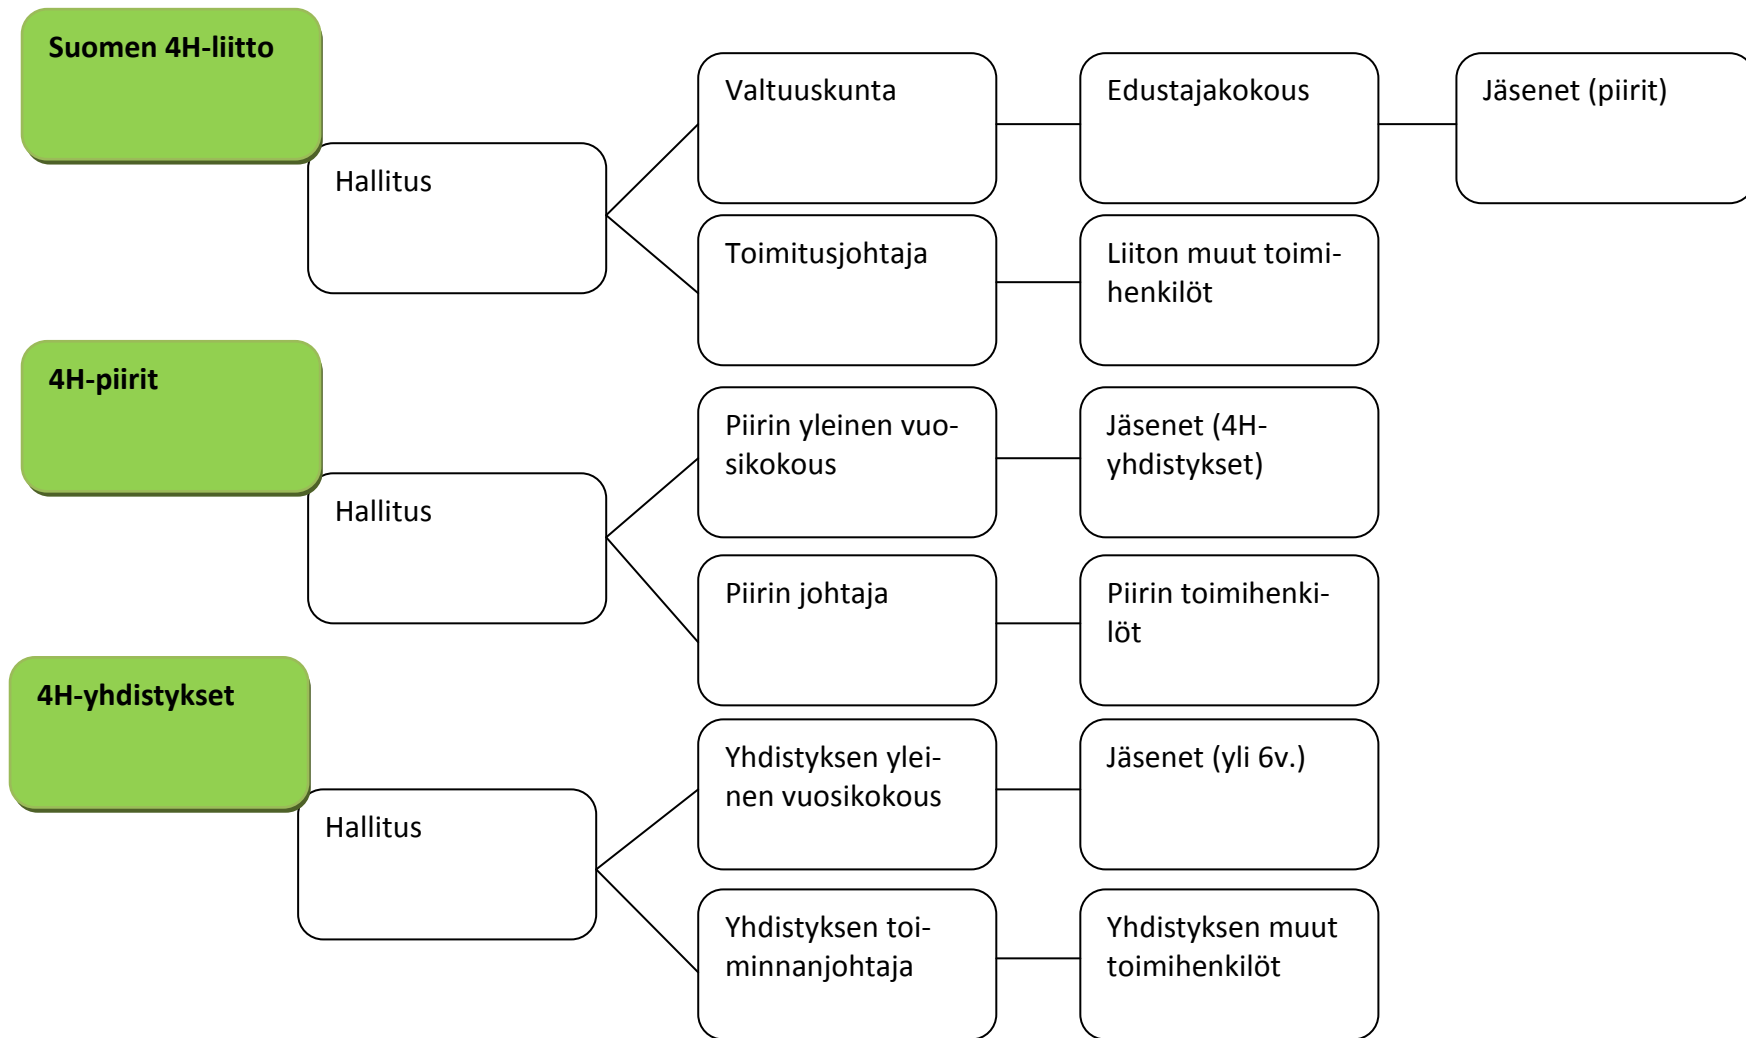 Suomen 4H-liitto
Hallitus
Valtuuskunta
Edustajakokous
Jäsenet (piirit)
Toimitusjohtaja
Liiton muut toimi-
henkilöt
4H-piirit
Hallitus
Piirin yleinen vuo-
sikokous
Jäsenet (4H-
yhdistykset)
Piirin johtaja
Piirin toimihenki-
löt
4H-yhdistykset
Hallitus
Yhdistyksen ylei-
nen vuosikokous
Jäsenet (yli 6v.)
Yhdistyksen toi-
minnanjohtaja
Yhdistyksen muut
toimihenkilöt